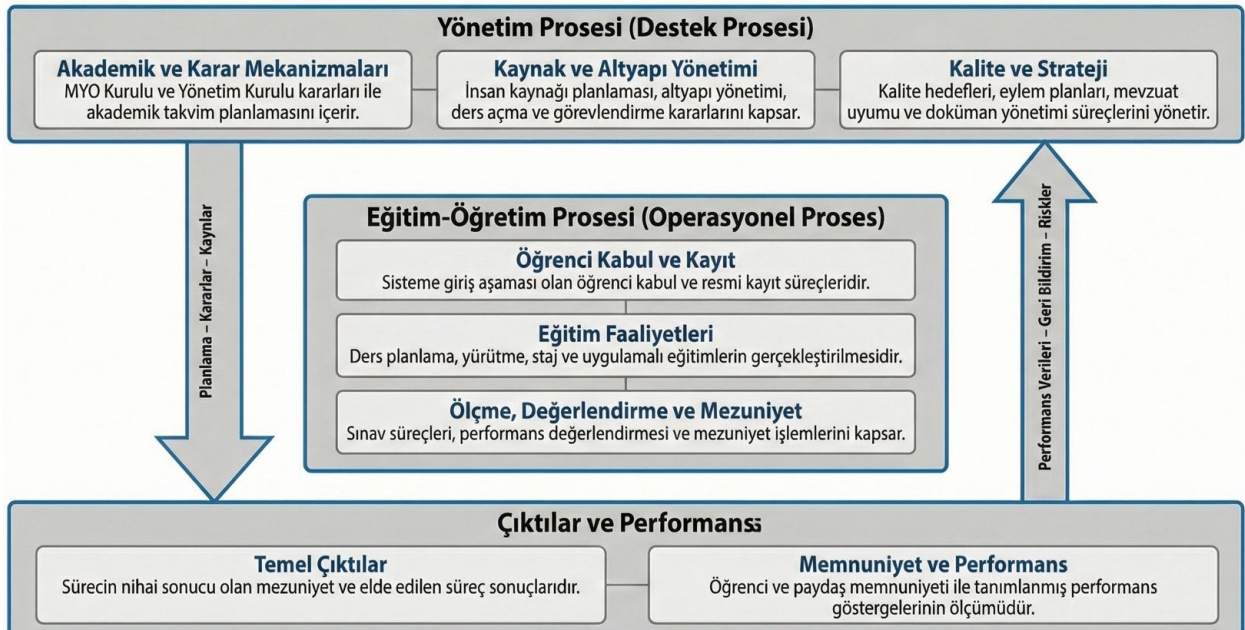 Yönetim Prosesi (Destek Prosesi)
Akademik ve Karar Mekanizmaları
MYO Kurulu ve Yönetim Kurulu kararları ile
akademik takvim planlamasını içerir.
Kaynak ve Altyapı Yönetimi
İnsan kaynağı planlaması, altyapı yönetimi,
ders açma ve görevlendirme kararlarını kapsar.
Kalite ve Strateji
Kalite hedefleri, eylem planları, mevzuat
uyumu ve doküman yönetimi süreçlerini yönetir.
Planlama – Kararlar – Kaynlar
Eğitim-Öğretim Prosesi (Operasyonel Proses)
Öğrenci Kabul ve Kayıt
Sisteme giriş aşaması olan öğrenci kabul ve resmi kayıt süreçleridir.
Eğitim Faaliyetleri
Ders planlama, yürütme, staj ve uygulamalı eğitimlerin gerçekleştirilmesidir.
Ölçme, Değerlendirme ve Mezuniyet
Sınav süreçleri, performans değerlendirmesi ve mezuniyet işlemlerini kapsar.
Performans Verileri – Geri Bildirim – Riskler
Çıktılar ve Performans
Temel Çıktılar
Sürecin nihai sonucu olan mezuniyet ve elde edilen süreç sonuçlarıdır.
Memnuniyet ve Performans
Öğrenci ve paydaş memnuniyeti ile tanımlanmış performans
göstergelerinin ölçümüdür.